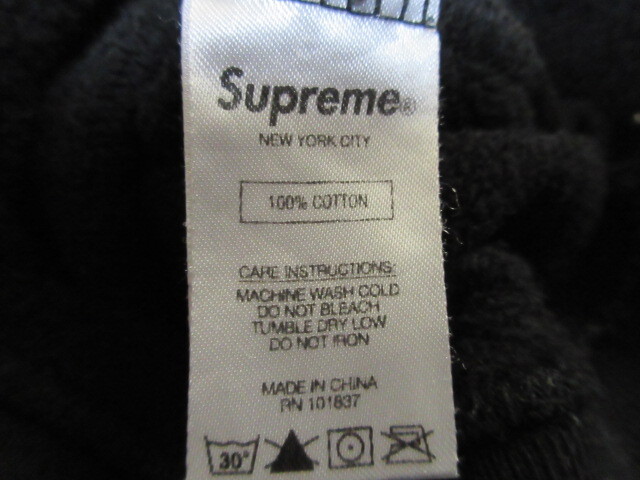 Supreme®
NEW YORK CITY
100% COTTON
CARE INSTRUCTIONS:
MACHINE WASH COLD
DO NOT BLEACH
TUMBLE DRY LOW
DO NOT IRON
MADE IN CHINA
RN 101837
30°